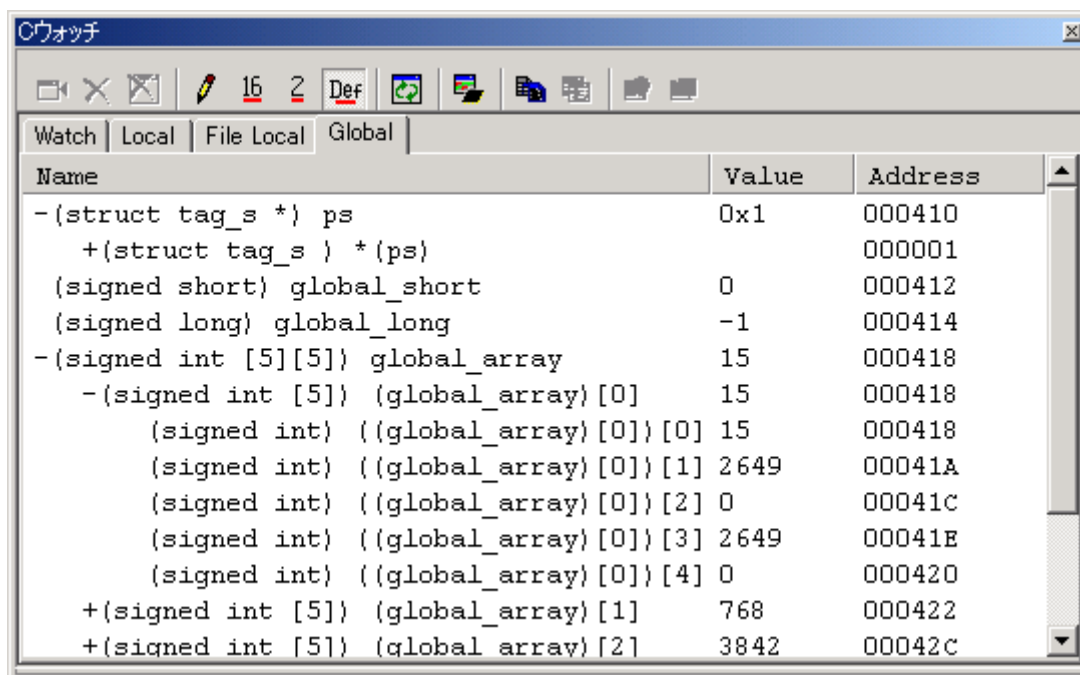 Cウォッチ
16 2 Def
Watch Local File Local Global
Name Value Address
-(struct tag_s *) ps 0x1 000410
+(struct tag_s ) *(ps) 000001
(signed short) global_short 0 000412
(signed long) global_long -1 000414
-(signed int [5][5]) global_array 15 000418
-(signed int [5]) (global_array)[0] 15 000418
(signed int) ((global_array)[0])[0] 15 000418
(signed int) ((global_array)[0])[1] 2649 00041A
(signed int) ((global_array)[0])[2] 0 00041C
(signed int) ((global_array)[0])[3] 2649 00041E
(signed int) ((global_array)[0])[4] 0 000420
+(signed int [5]) (global_array)[1] 768 000422
+(signed int [5]) (global_array)[2] 3842 00042C